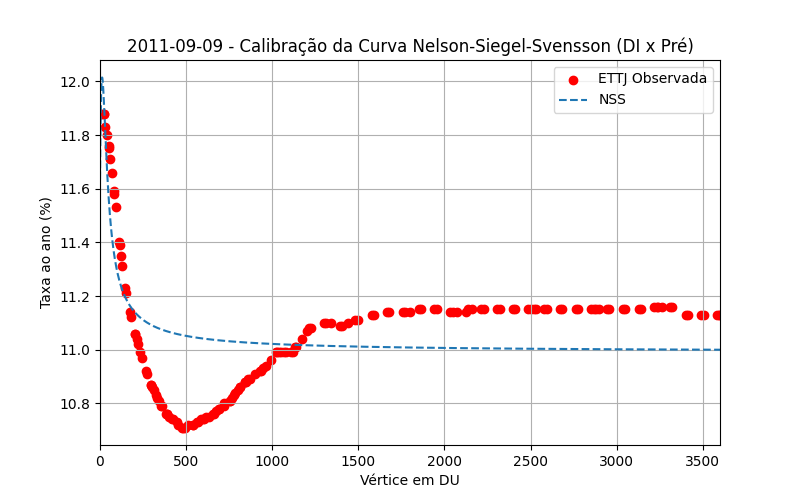 2011-09-09 - Calibração da Curva Nelson-Siegel-Svensson (DI x Pré)
ETTJ Observada
NSS
Taxa ao ano (%)
12.0
11.8
11.6
11.4
11.2
11.0
10.8
0 500 1000 1500 2000 2500 3000 3500
Vértice em DU